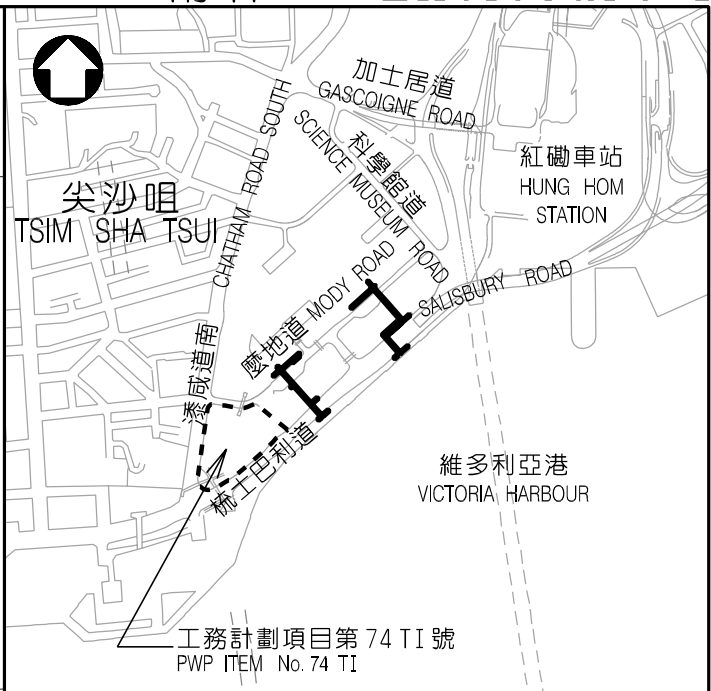 加士居道
GASCOIGNE ROAD
科學館道
SCIENCE MUSEUM ROAD
紅磡車站
HUNG HOM
STATION
尖沙咀
TSIM SHA TSUI
CHATHAM ROAD SOUTH
漆咸道南
麼地道 MODY ROAD
SALISBURY ROAD
梳士巴利道
維多利亞港
VICTORIA HARBOUR
工務計劃項目第 74 TI 號
PWP ITEM No. 74 TI